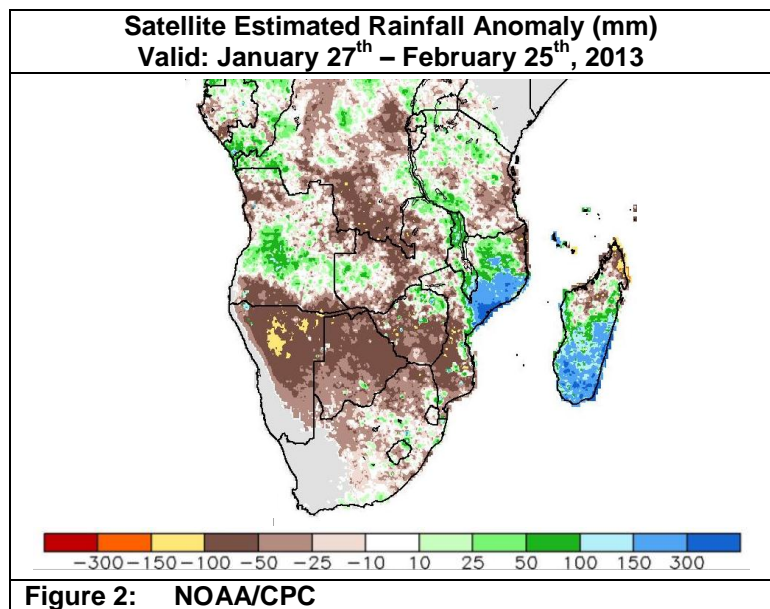 Satellite Estimated Rainfall Anomaly (mm)
Valid: January 27th – February 25th, 2013
-300 -150 -100 -50 -25 -10 10 25 50 100 150 300
Figure 2: NOAA/CPC